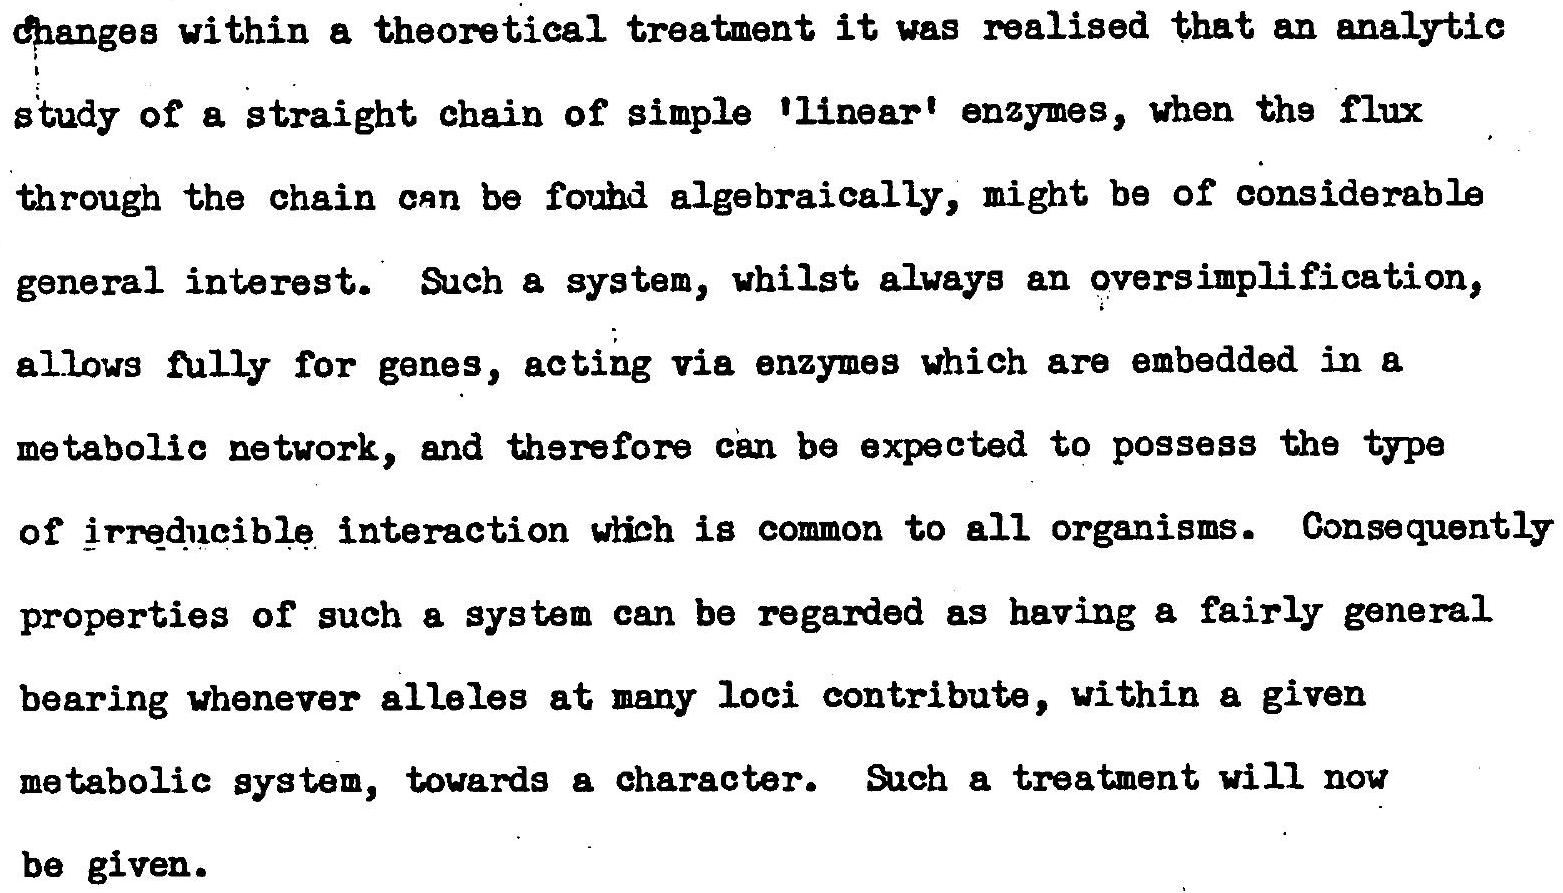 changes within a theoretical treatment it was realised that an analytic
study of a straight chain of simple 'linear' enzymes, when the flux
through the chain can be found algebraically, might be of considerable
general interest. Such a system, whilst always an oversimplification,
allows fully for genes, acting via enzymes which are embedded in a
metabolic network, and therefore can be expected to possess the type
of irreducible interaction which is common to all organisms. Consequently
properties of such a system can be regarded as having a fairly general
bearing whenever alleles at many loci contribute, within a given
metabolic system, towards a character. Such a treatment will now
be given.